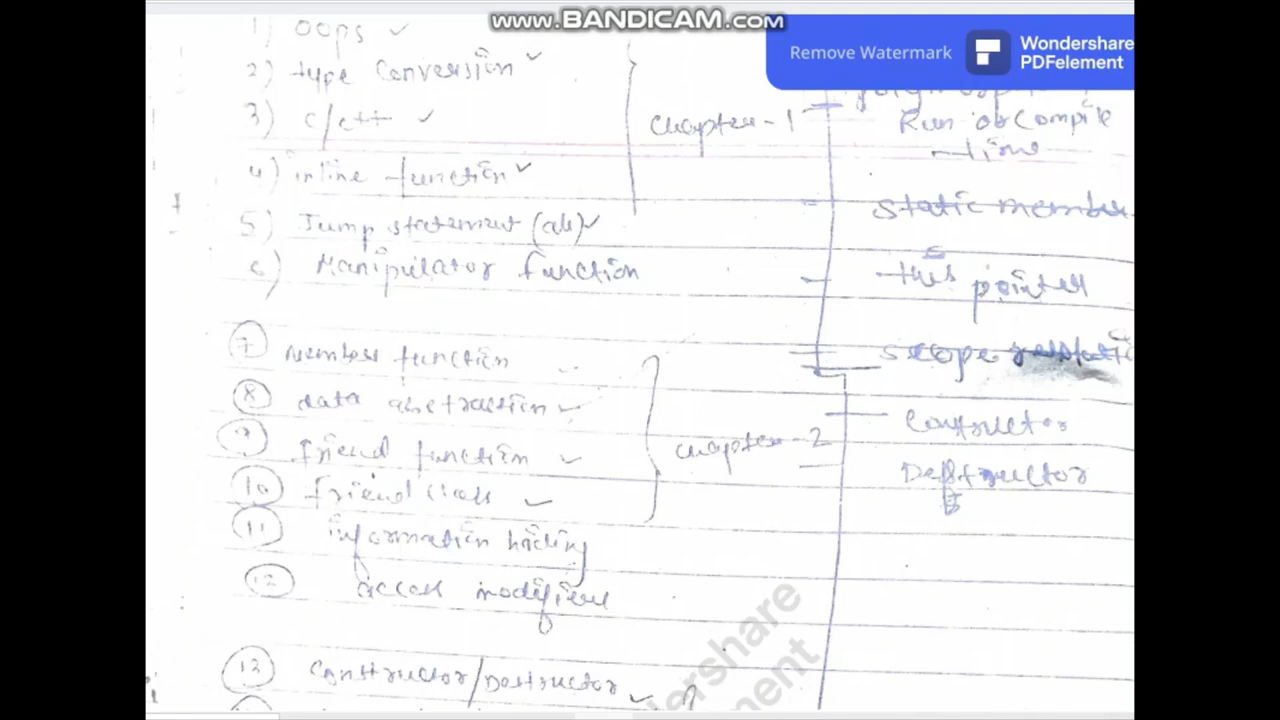 www.BANDICAM.com
Remove Watermark
Wondershare
PDFelement
1) OOPS ✓
2) type Conversion ✓
3) C/C++ ✓
4) inline function ✓
5) Jump statement (all) ✓
6) Manipulator function
chapter-1
7 Member function
8 data abstraction ✓
9 friend function ✓
10 friend class ✓
11 information hiding
12 access modifiers
chapter-2
13 Constructor/Destructor ✓
Run or Compile
-time
static member
this pointer
scope
Constructor
Destructor